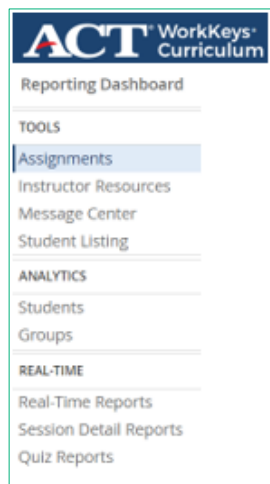 ACT® WorkKeys®
Curriculum
Reporting Dashboard
TOOLS
Assignments
Instructor Resources
Message Center
Student Listing
ANALYTICS
Students
Groups
REAL-TIME
Real-Time Reports
Session Detail Reports
Quiz Reports